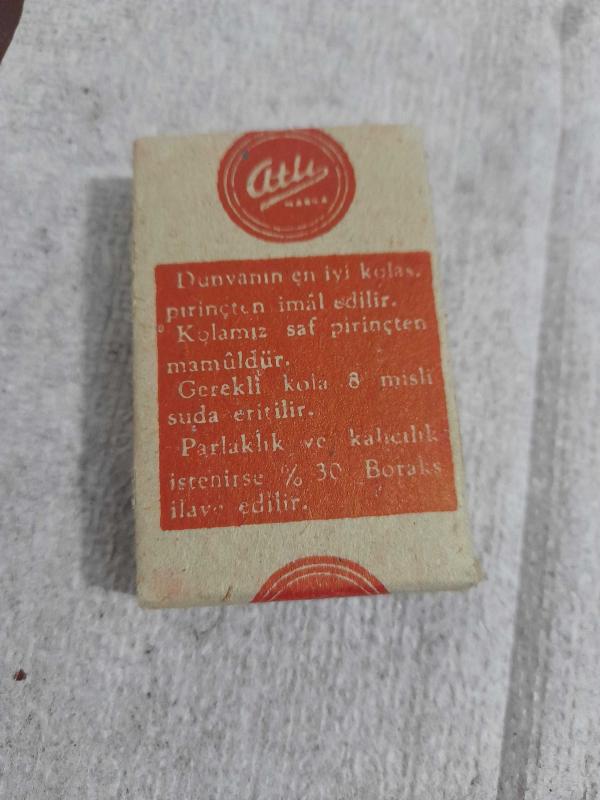 Atlı
MARKA
Dunyanın en iyi kolası,
pirinçten imâl edilir.
Kolamız saf pirinçten
mamûldür.
Gerekli kola 8 misli
suda eritilir.
Parlaklık ve kalıcılık
istenirse % 30 Boraks
ilave edilir.